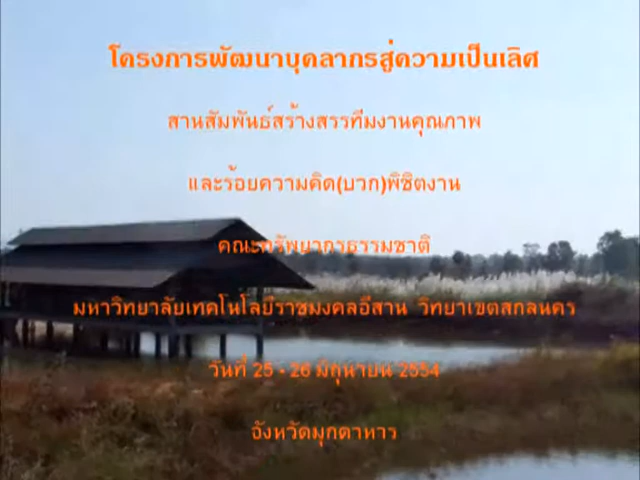 โครงการพัฒนาบุคลากรสู่ความเป็นเลิศ
สานสัมพันธ์สร้างสรรทีมงานคุณภาพ
และร้อยความคิด(บวก)พิชิตงาน
คณะทรัพยากรธรรมชาติ
มหาวิทยาลัยเทคโนโลยีราชมงคลอีสาน วิทยาเขตสกลนคร
วันที่ 25 - 26 มิถุนายน 2554
จังหวัดมุกดาหาร